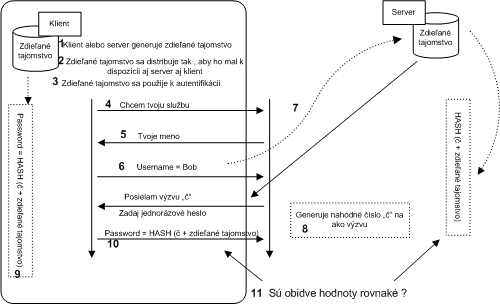 Klient
Server
Zdieľané
tajomstvo
Zdieľané
tajomstvo
1 Klient alebo server generuje zdieľané tajomstvo
2 Zdieľané tajomstvo sa distribuje tak , aby ho mal k
dispozícii aj server aj klient
3 Zdieľané tajomstvo sa použije k autentifikácii
4 Chcem tvoju službu
7
5 Tvoje meno
6 Username = Bob
Posielam výzvu „č“
Zadaj jednorázové heslo
Password = HASH (č + zdieľané tajomstvo)
10
Password = HASH (č + zdieľané
tajomstvo)
9
HASH (č + zdieľané tajomstvo)
Generuje nahodné číslo „č“ na
ako výzvu
8
11 Sú obidve hodnoty rovnaké ?